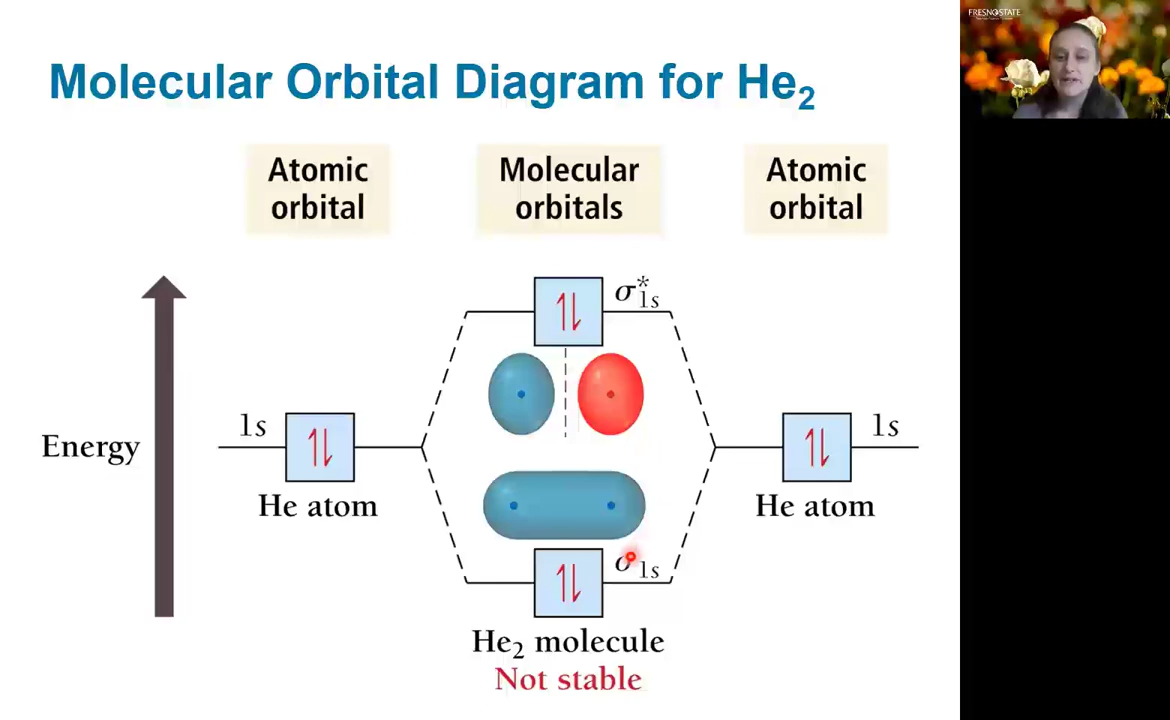 Molecular Orbital Diagram for He₂
FRESNO STATE
Atomic
orbital
Molecular
orbitals
Atomic
orbital
σ*1s
1s
1s
Energy
He atom
He atom
σ1s
He₂ molecule
Not stable